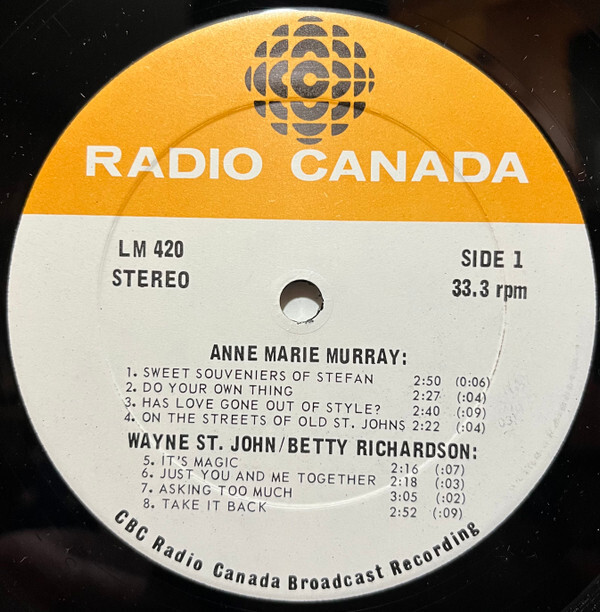 RADIO CANADA
LM 420
STEREO
SIDE 1
33.3 rpm
ANNE MARIE MURRAY:
1. SWEET SOUVENIERS OF STEFAN 2:50 (0:06)
2. DO YOUR OWN THING 2:27 (:04)
3. HAS LOVE GONE OUT OF STYLE? 2:40 (:09)
4. ON THE STREETS OF OLD ST. JOHNS 2:22 (:04)
WAYNE ST. JOHN/BETTY RICHARDSON:
5. IT'S MAGIC 2:16 (:07)
6. JUST YOU AND ME TOGETHER 2:18 (:03)
7. ASKING TOO MUCH 3:05 (:02)
8. TAKE IT BACK 2:52 (:09)
CBC Radio Canada Broadcast Recording